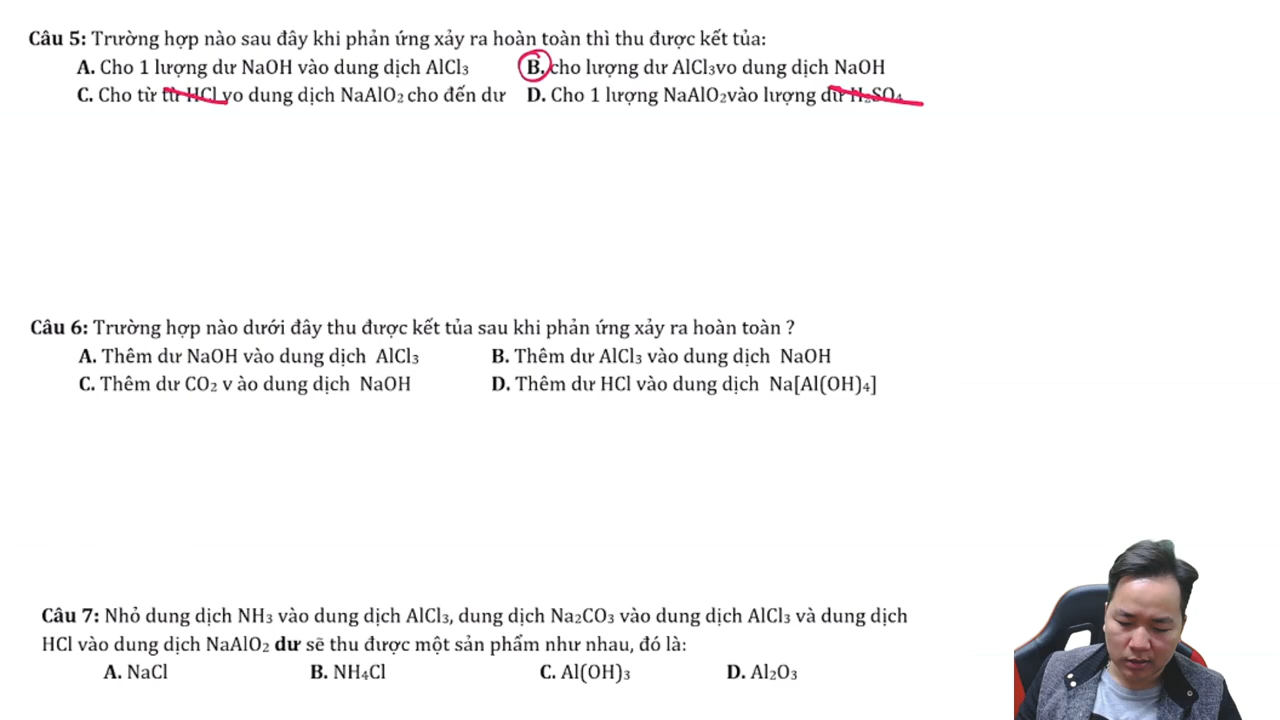 Câu 5: Trường hợp nào sau đây khi phản ứng xảy ra hoàn toàn thì thu được kết tủa:
A. Cho 1 lượng dư NaOH vào dung dịch AlCl₃ B. cho lượng dư AlCl₃vo dung dịch NaOH
C. Cho từ từ HCl vo dung dịch NaAlO₂ cho đến dư D. Cho 1 lượng NaAlO₂vào lượng dư H₂SO₄
Câu 6: Trường hợp nào dưới đây thu được kết tủa sau khi phản ứng xảy ra hoàn toàn ?
A. Thêm dư NaOH vào dung dịch AlCl₃ B. Thêm dư AlCl₃ vào dung dịch NaOH
C. Thêm dư CO₂ v ào dung dịch NaOH D. Thêm dư HCl vào dung dịch Na[Al(OH)₄]
Câu 7: Nhỏ dung dịch NH₃ vào dung dịch AlCl₃, dung dịch Na₂CO₃ vào dung dịch AlCl₃ và dung dịch
HCl vào dung dịch NaAlO₂ dư sẽ thu được một sản phẩm như nhau, đó là:
A. NaCl B. NH₄Cl C. Al(OH)₃ D. Al₂O₃